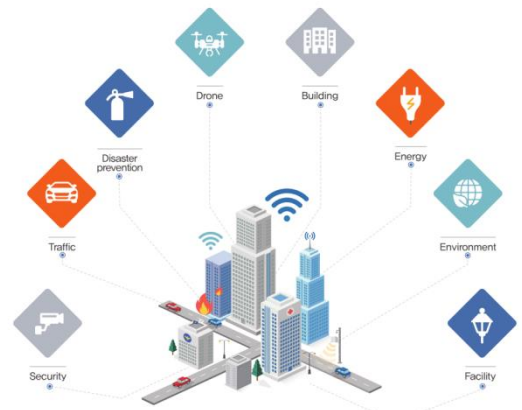 Drone
Building
Disaster
prevention
Energy
Traffic
Environment
Security
Facility